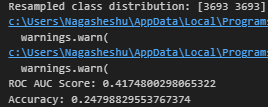 Resampled class distribution: [3693 3693]
c:\Users\Nagasheshu\AppData\Local\Programs
warnings.warn(
c:\Users\Nagasheshu\AppData\Local\Programs
warnings.warn(
ROC AUC Score: 0.4174800298065322
Accuracy: 0.24798829553767374